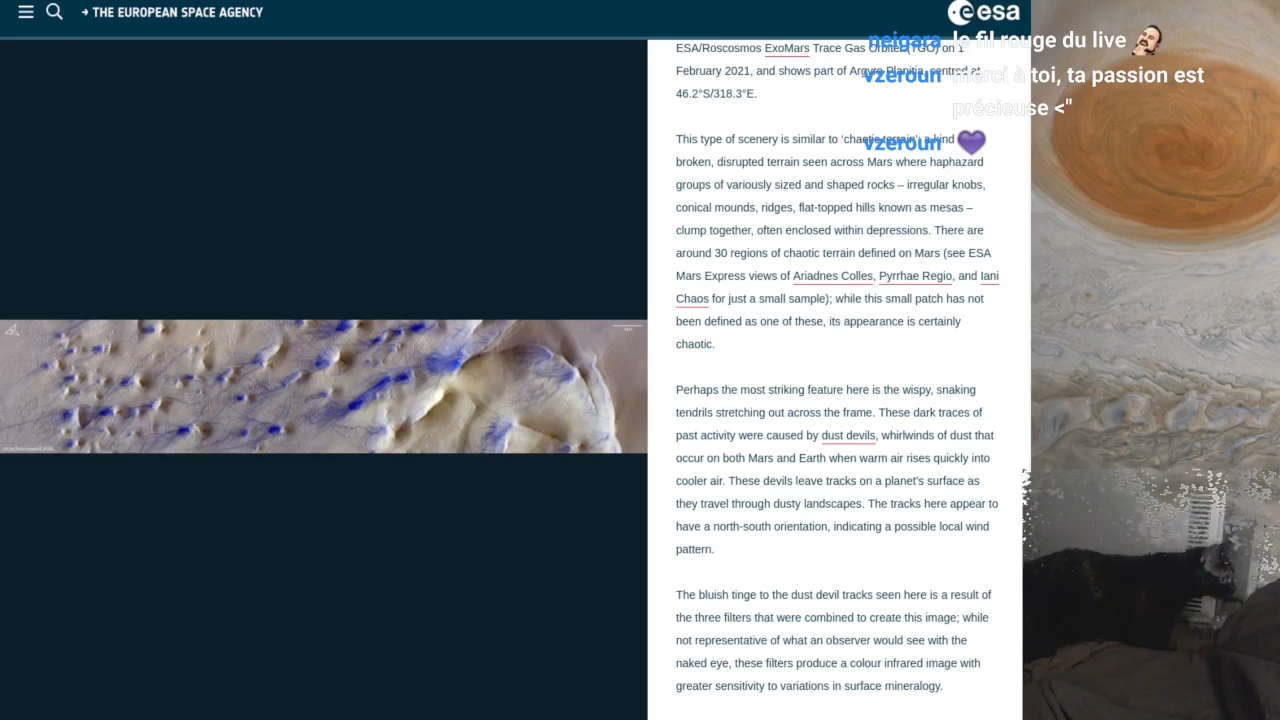 → THE EUROPEAN SPACE AGENCY
esa
ESA/Roscosmos ExoMars Trace Gas Orbiter (TGO) on 1
February 2021, and shows part of Argyre Planitia, centred at
46.2°S/318.3°E.
This type of scenery is similar to ‘chaotic terrain’: a kind
broken, disrupted terrain seen across Mars where haphazard
groups of variously sized and shaped rocks – irregular knobs,
conical mounds, ridges, flat-topped hills known as mesas –
clump together, often enclosed within depressions. There are
around 30 regions of chaotic terrain defined on Mars (see ESA
Mars Express views of Ariadnes Colles, Pyrrhae Regio, and Iani
Chaos for just a small sample); while this small patch has not
been defined as one of these, its appearance is certainly
chaotic.
Perhaps the most striking feature here is the wispy, snaking
tendrils stretching out across the frame. These dark traces of
past activity were caused by dust devils, whirlwinds of dust that
occur on both Mars and Earth when warm air rises quickly into
cooler air. These devils leave tracks on a planet’s surface as
they travel through dusty landscapes. The tracks here appear to
have a north-south orientation, indicating a possible local wind
pattern.
The bluish tinge to the dust devil tracks seen here is a result of
the three filters that were combined to create this image; while
not representative of what an observer would see with the
naked eye, these filters produce a colour infrared image with
greater sensitivity to variations in surface mineralogy.
neigara le fil rouge du live
vzeroun merci à toi, ta passion est
précieuse <"
vzeroun